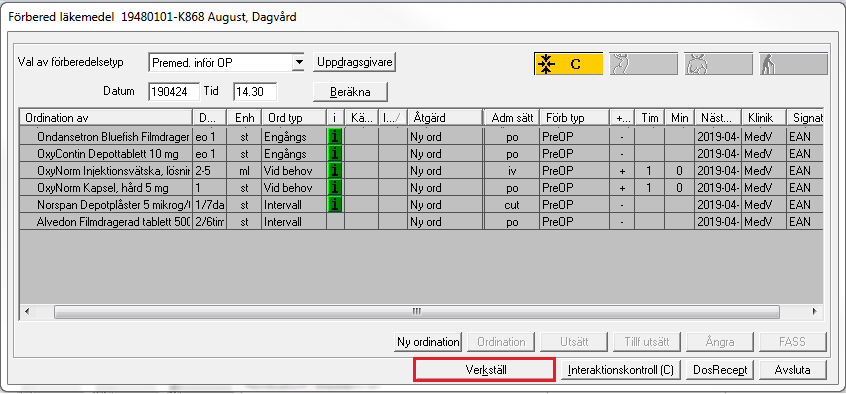 Förbered läkemedel 19480101-K868 August, Dagvård
Val av förberedelsetyp Premed. inför OP Uppdragsgivare C
Datum 190424 Tid 14.30 Beräkna
Ordination av D... Enh Ord typ i Kä... I.../ Åtgärd Adm sätt Förb typ +... Tim Min Näst... Klinik Signat
Ondansetron Bluefish Filmdrager eo 1 st Engångs i Ny ord po PreOP - 2019-04- MedV EAN
OxyContin Depottablett 10 mg eo 1 st Engångs i Ny ord po PreOP - 2019-04- MedV EAN
OxyNorm Injektionsvätska, lösnin 2-5 ml Vid behov i Ny ord iv PreOP + 1 0 2019-04- MedV EAN
OxyNorm Kapsel, hård 5 mg 1 st Vid behov i Ny ord po PreOP + 1 0 2019-04- MedV EAN
Norspan Depotplåster 5 mikrog/ 1/7da st Intervall i Ny ord cut PreOP - 2019-04- MedV EAN
Alvedon Filmdragerad tablett 500 2/6tim st Intervall Ny ord po PreOP - 2019-04- MedV EAN
Ny ordination Ordination Utsätt Tillf utsätt Ångra FASS
Verkställ Interaktionskontroll (C) DosRecept Avsluta